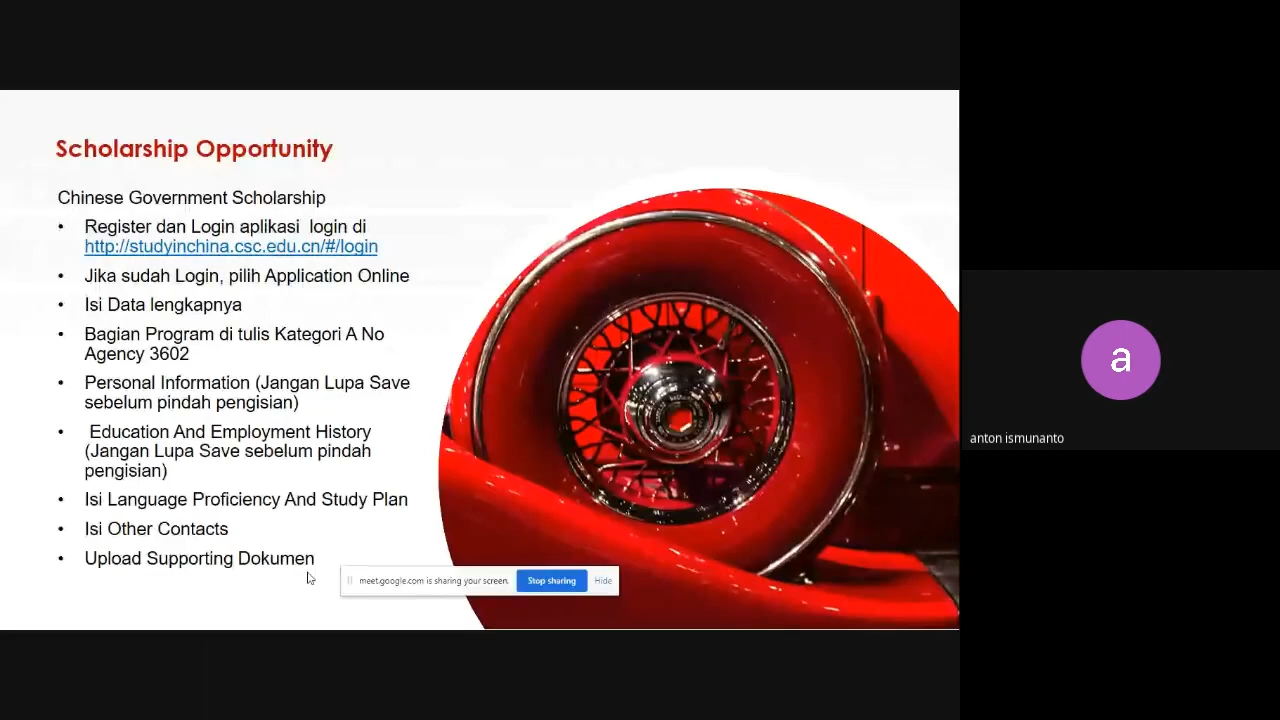 Scholarship Opportunity
Chinese Government Scholarship
• Register dan Login aplikasi  login di
http://studyinchina.csc.edu.cn/#/login
• Jika sudah Login, pilih Application Online
• Isi Data lengkapnya
• Bagian Program di tulis Kategori A No
Agency 3602
• Personal Information (Jangan Lupa Save
sebelum pindah pengisian)
• Education And Employment History
(Jangan Lupa Save sebelum pindah
pengisian)
• Isi Language Proficiency And Study Plan
• Isi Other Contacts
• Upload Supporting Dokumen
meet.google.com is sharing your screen. Stop sharing Hide
a
anton ismunanto